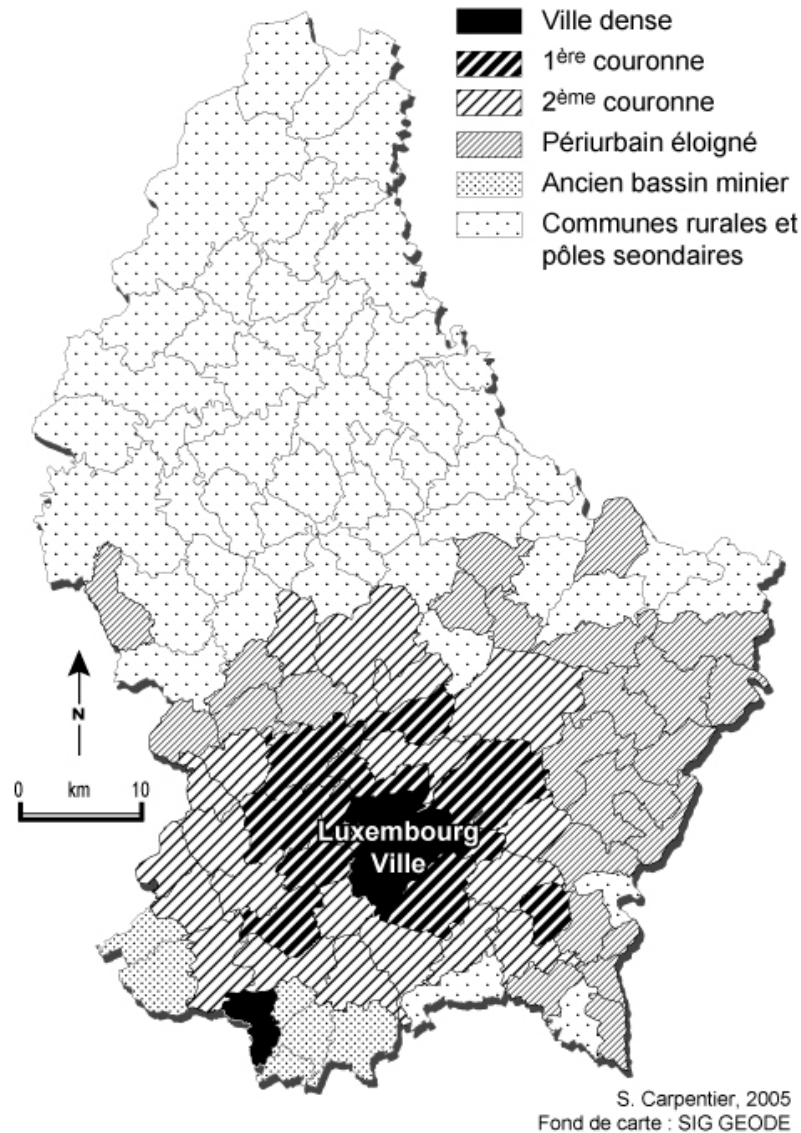 Ville dense
1ère couronne
2ème couronne
Périurbain éloigné
Ancien bassin minier
Communes rurales et
pôles seondaires
N
0 km 10
Luxembourg
Ville
S. Carpentier, 2005
Fond de carte : SIG GEODE